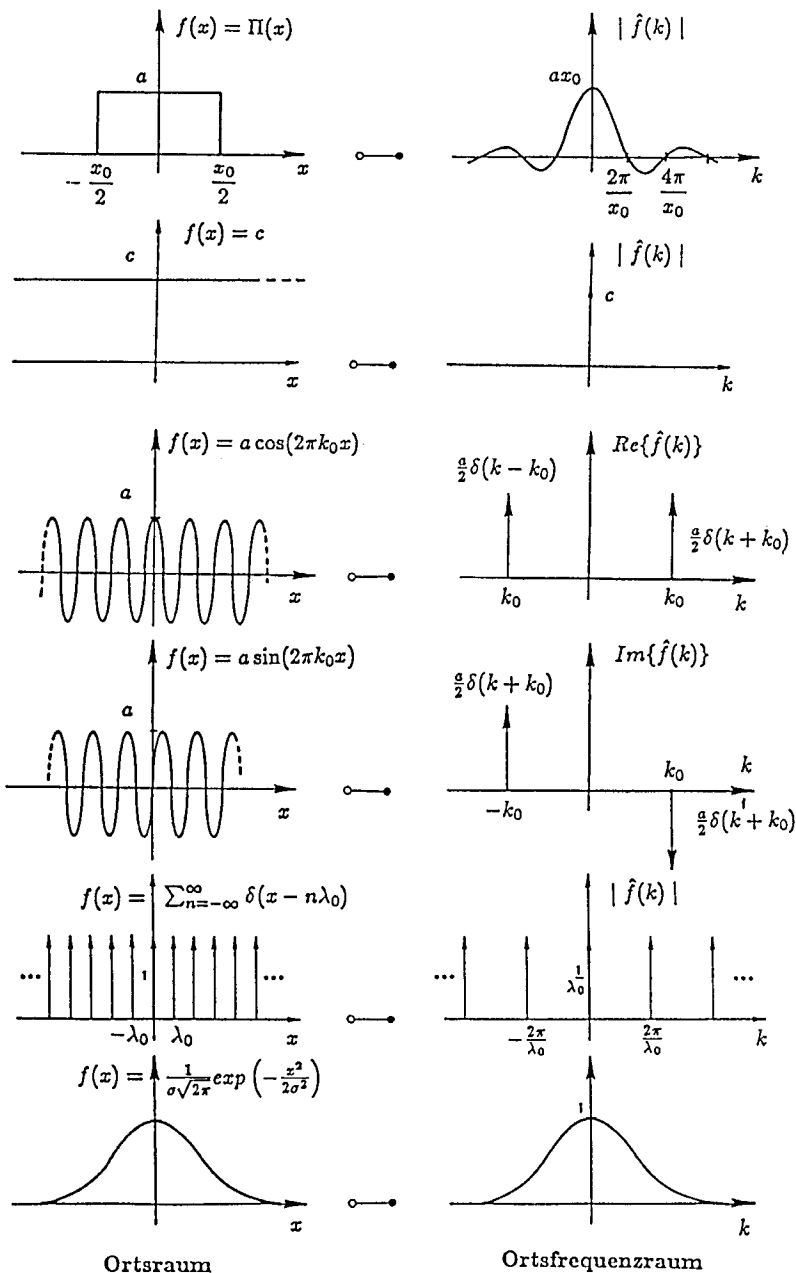 f(x) = Π(x)
| f̂(k) |
a
ax₀
x
k
-x₀/2
x₀/2
2π/x₀
4π/x₀
f(x) = c
| f̂(k) |
c
c
x
k
f(x) = a cos(2πk₀x)
Re{f̂(k)}
a/2 δ(k − k₀)
a
a/2 δ(k + k₀)
x
k₀
k₀
k
f(x) = a sin(2πk₀x)
Im{f̂(k)}
a/2 δ(k + k₀)
a
k₀
k
x
−k₀
a/2 δ(k + k₀)
f(x) = ∑_{n=−∞}^{∞} δ(x − nλ₀)
| f̂(k) |
...
1
...
...
1/λ₀
...
−λ₀
λ₀
x
−2π/λ₀
2π/λ₀
k
f(x) = 1/(σ√2π) exp (−x²/2σ²)
1
x
k
Ortsraum
Ortsfrequenzraum